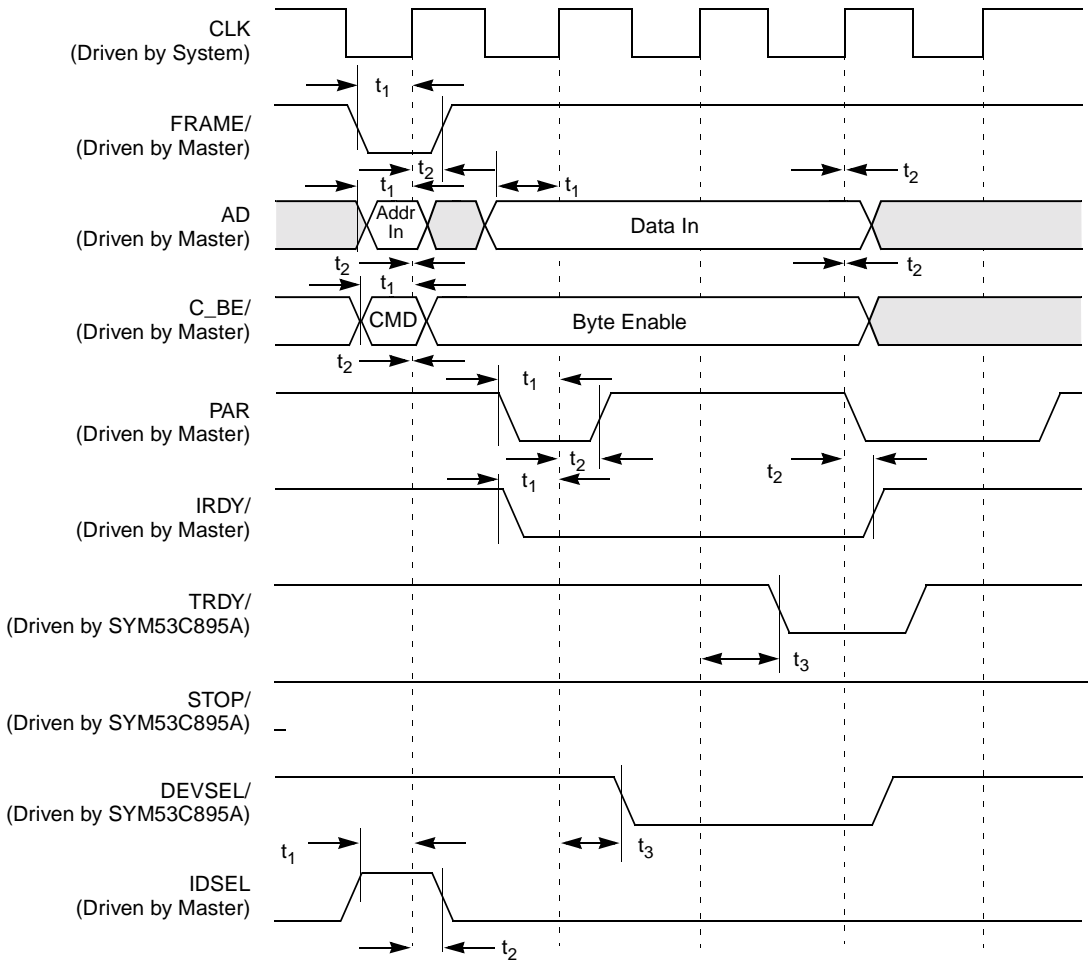 CLK
(Driven by System)
t1
FRAME/
(Driven by Master)
t2
t1
t1
t2
AD
(Driven by Master)
Addr
In
Data In
t2
t1
t2
C_BE/
(Driven by Master)
CMD
Byte Enable
t2
t1
PAR
(Driven by Master)
t2
t2
t1
IRDY/
(Driven by Master)
TRDY/
(Driven by SYM53C895A)
t3
STOP/
(Driven by SYM53C895A)
DEVSEL/
(Driven by SYM53C895A)
t1
t3
IDSEL
(Driven by Master)
t2